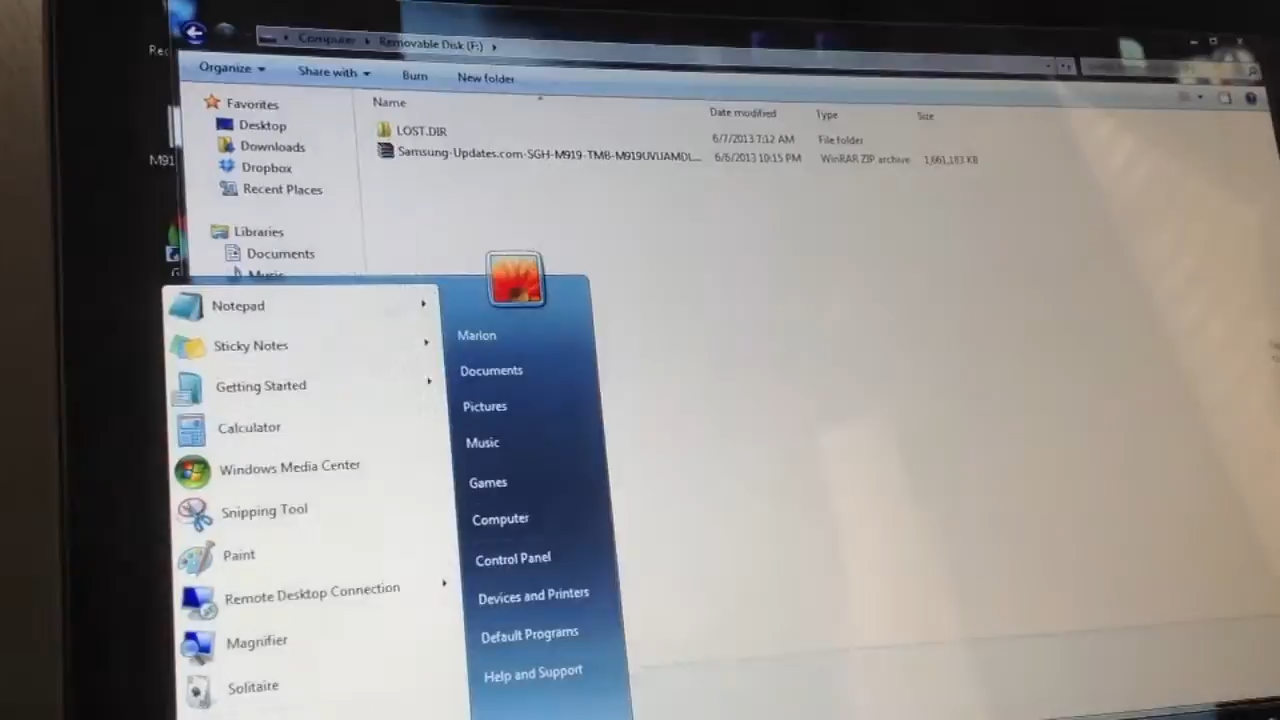 Rec
Computer Removable Disk (F:)
Organize Share with Burn New folder
Favorites
Desktop
Downloads
Dropbox
Recent Places
Libraries
Documents
Music
M91
G
Name Date modified Type Size
LOST.DIR 6/7/2013 7:12 AM File folder
Samsung-Updates.com-SGH-M919-TMB-M919UVUAMDL... 6/6/2013 10:15 PM WinRAR ZIP archive 1,661,183 KB
Notepad
Sticky Notes
Getting Started
Calculator
Windows Media Center
Snipping Tool
Paint
Remote Desktop Connection
Magnifier
Solitaire
Marlon
Documents
Pictures
Music
Games
Computer
Control Panel
Devices and Printers
Default Programs
Help and Support